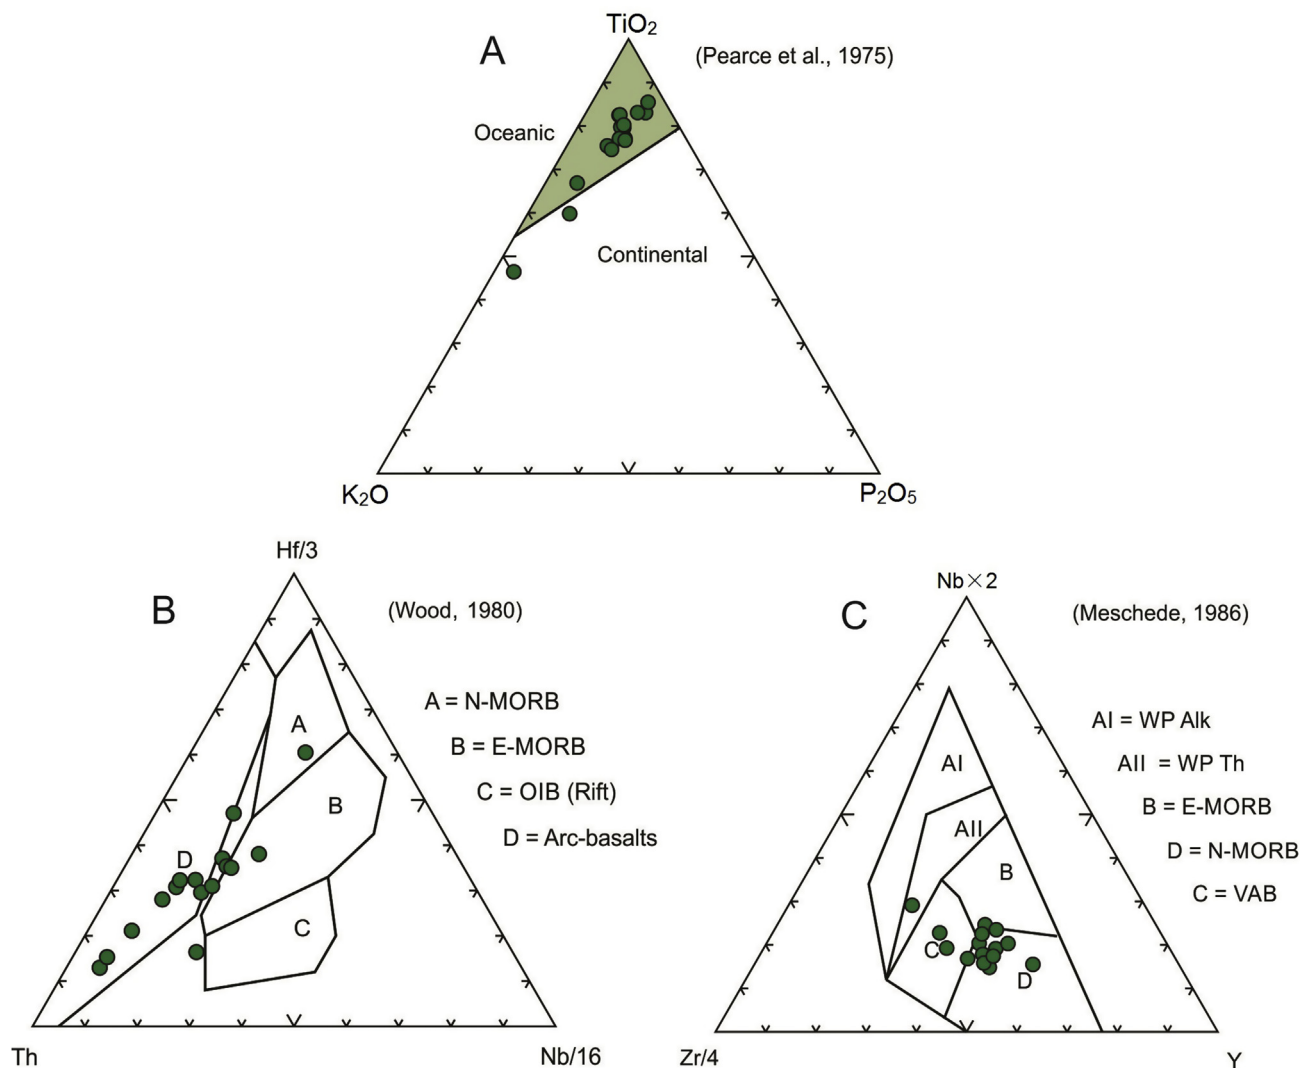 TiO₂
A
(Pearce et al., 1975)
Oceanic
Continental
K₂O
P₂O₅
Hf/3
B
(Wood, 1980)
A = N-MORB
B = E-MORB
C = OIB (Rift)
D = Arc-basalts
A
B
D
C
Th
Nb/16
Nb×2
C
(Meschede, 1986)
AI = WP Alk
AII = WP Th
B = E-MORB
D = N-MORB
C = VAB
AI
AII
B
C
D
Zr/4
Y